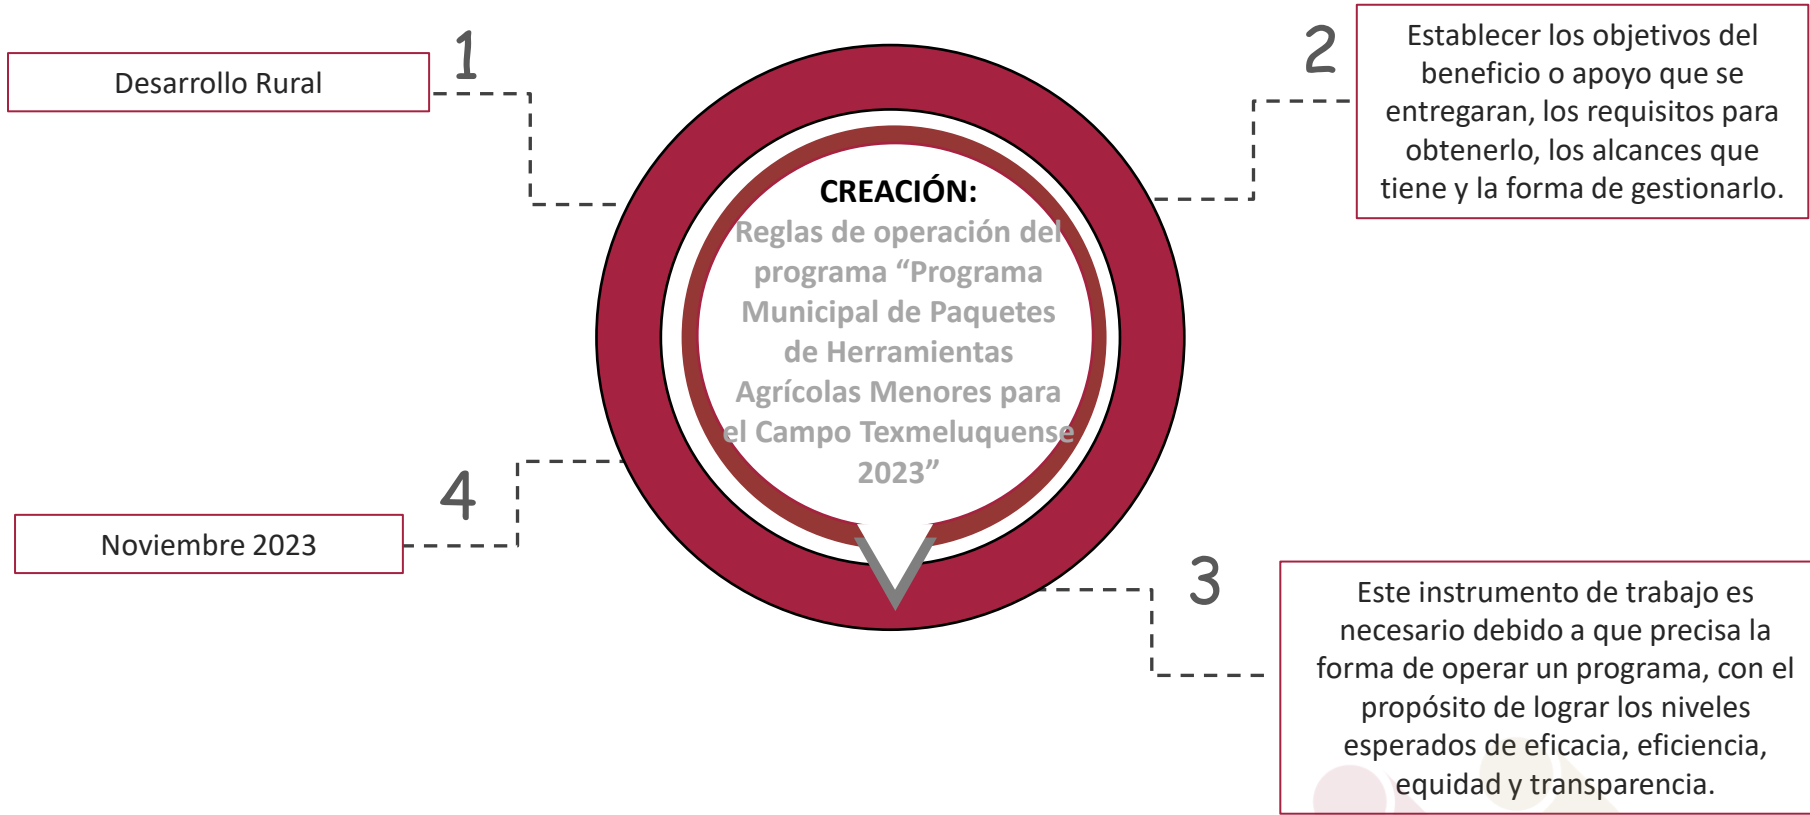 1
Desarrollo Rural
2
Establecer los objetivos del
beneficio o apoyo que se
entregaran, los requisitos para
obtenerlo, los alcances que
tiene y la forma de gestionarlo.
CREACIÓN:
Reglas de operación del
programa “Programa
Municipal de Paquetes
de Herramientas
Agrícolas Menores para
el Campo Texmeluquense
2023”
3
Este instrumento de trabajo es
necesario debido a que precisa la
forma de operar un programa, con el
propósito de lograr los niveles
esperados de eficacia, eficiencia,
equidad y transparencia.
4
Noviembre 2023